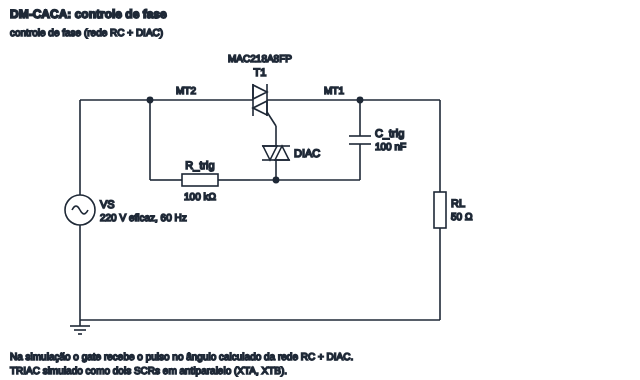 DM-CACA: controle de fase
controle de fase (rede RC + DIAC)
MAC218A8FP
T1
MT2
MT1
C_trig
100 nF
DIAC
R_trig
100 kΩ
VS
220 V eficaz, 60 Hz
RL
50 Ω
Na simulação o gate recebe o pulso no ângulo calculado da rede RC + DIAC.
TRIAC simulado como dois SCRs em antiparalelo (XTA, XTB).